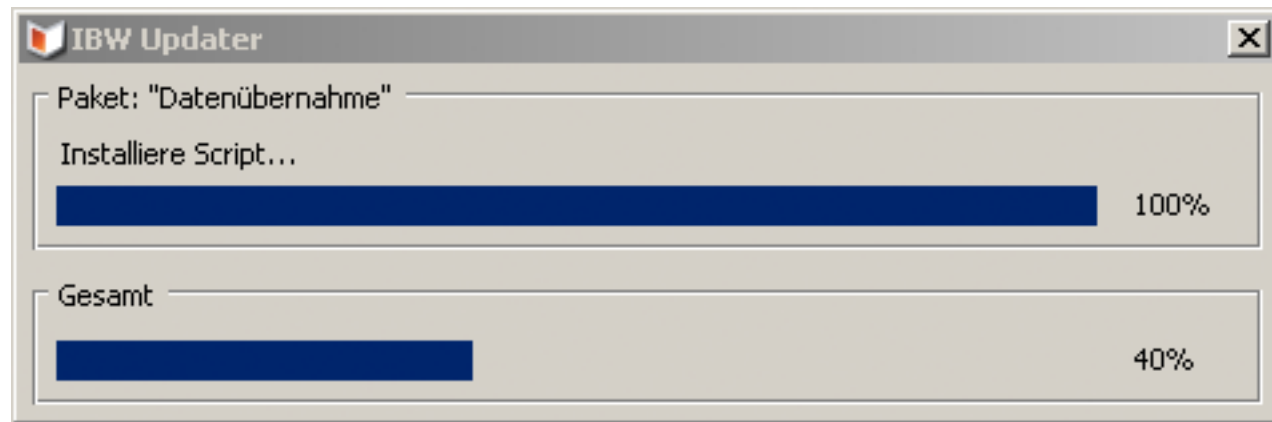 IBW Updater
Paket: "Datenübernahme"
Installiere Script...
100%
Gesamt
40%